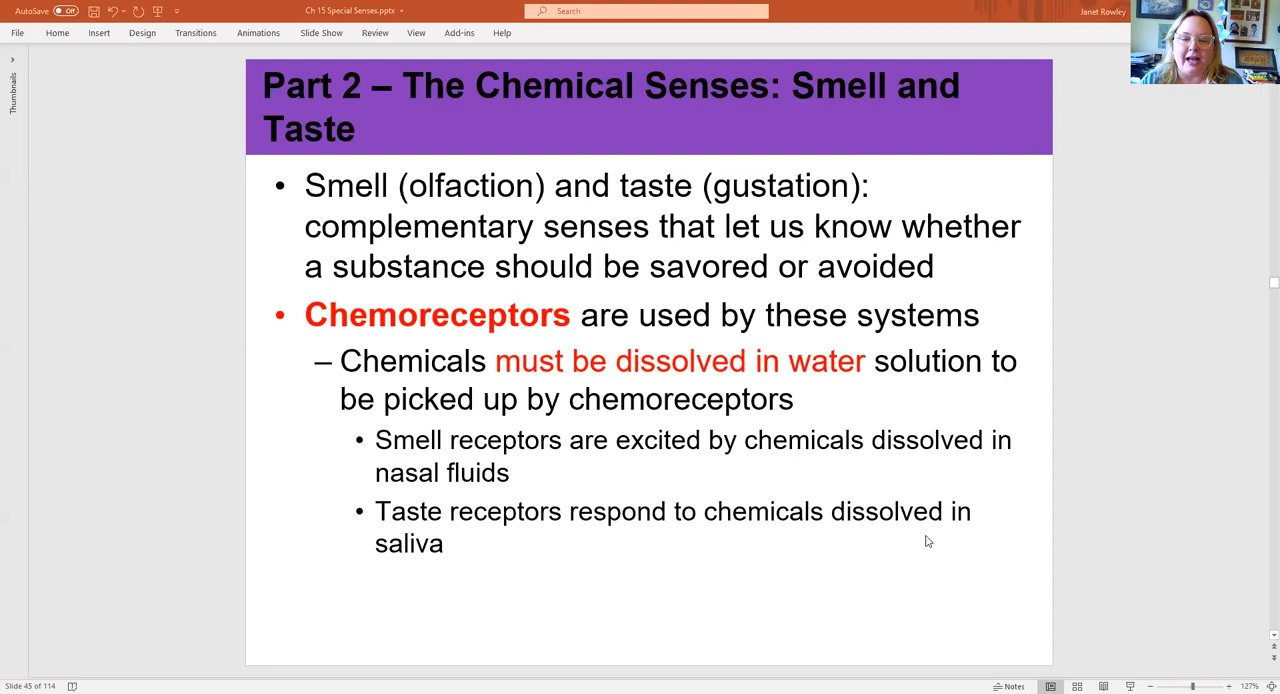 AutoSave Off Ch 15 Special Senses.pptx Search Janet Rowley
File Home Insert Design Transitions Animations Slide Show Review View Add-ins Help
Thumbnails
Part 2 – The Chemical Senses: Smell and
Taste
• Smell (olfaction) and taste (gustation):
complementary senses that let us know whether
a substance should be savored or avoided
• Chemoreceptors are used by these systems
– Chemicals must be dissolved in water solution to
be picked up by chemoreceptors
• Smell receptors are excited by chemicals dissolved in
nasal fluids
• Taste receptors respond to chemicals dissolved in
saliva
Slide 45 of 114 Notes 127%